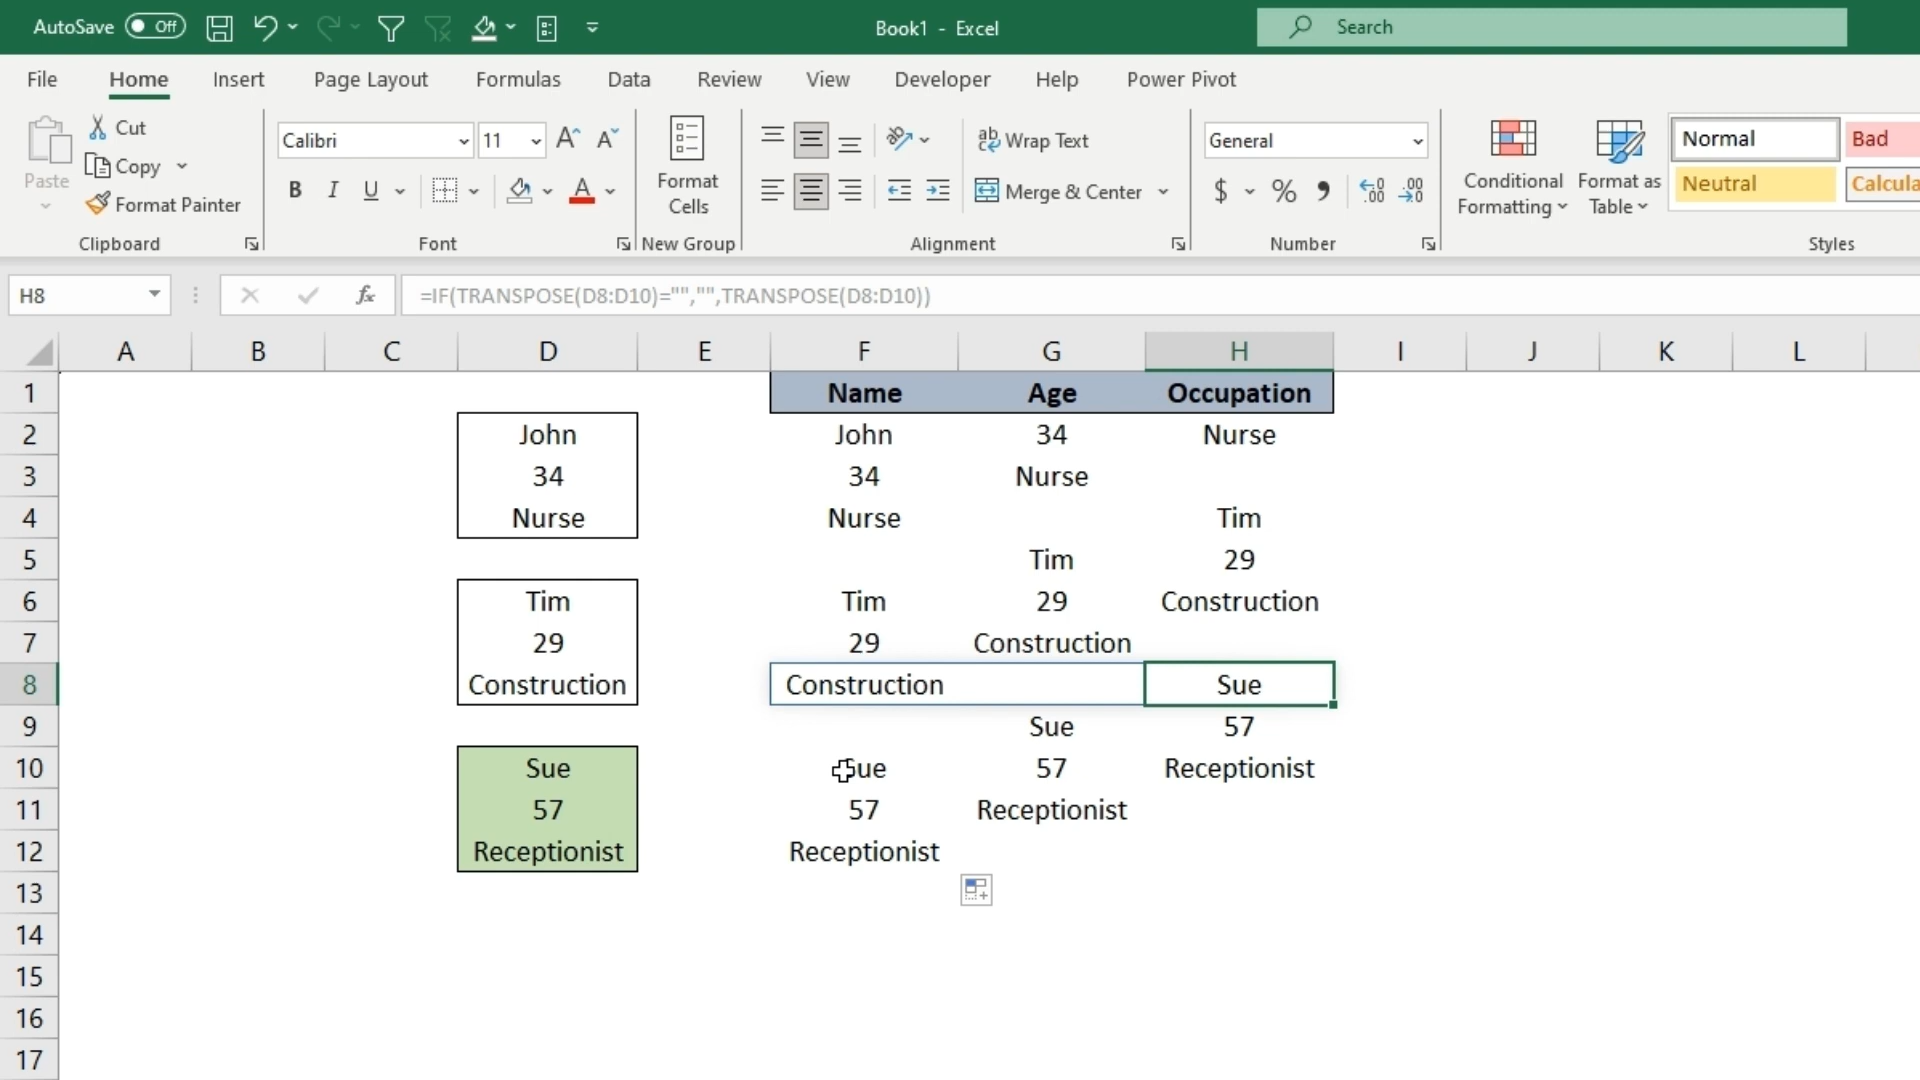 AutoSave Off Book1 - Excel Search
File Home Insert Page Layout Formulas Data Review View Developer Help Power Pivot
Paste
Cut
Copy
Format Painter
Clipboard
Calibri 11
B I U
Font
Format Cells
New Group
ab Wrap Text
Merge & Center
Alignment
General
$ % ,
Number
Conditional Formatting
Format as Table
Normal Bad
Neutral Calcula
Styles
H8 fx =IF(TRANSPOSE(D8:D10)="","",TRANSPOSE(D8:D10))
A B C D E F G H I J K L
1 Name Age Occupation
2 John John 34 Nurse
3 34 34 Nurse
4 Nurse Nurse Tim
5 Tim 29
6 Tim Tim 29 Construction
7 29 29 Construction
8 Construction Construction Sue
9 Sue 57
10 Sue Sue 57 Receptionist
11 57 57 Receptionist
12 Receptionist Receptionist
13
14
15
16
17